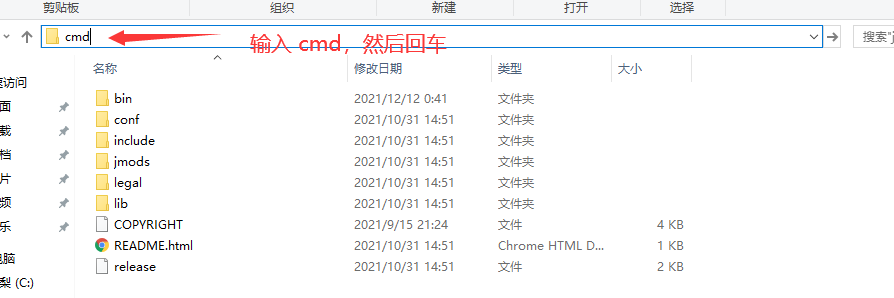 剪贴板 组织 新建 打开 选择
cmd 搜索"j
输入 cmd，然后回车
名称 修改日期 类型 大小
速访问
面
载
档
片
频
乐
电脑
梨 (C:)
bin 2021/12/12 0:41 文件夹
conf 2021/10/31 14:51 文件夹
include 2021/10/31 14:51 文件夹
jmods 2021/10/31 14:51 文件夹
legal 2021/10/31 14:51 文件夹
lib 2021/10/31 14:51 文件夹
COPYRIGHT 2021/9/15 21:24 文件 4 KB
README.html 2021/10/31 14:51 Chrome HTML D... 1 KB
release 2021/10/31 14:51 文件 2 KB